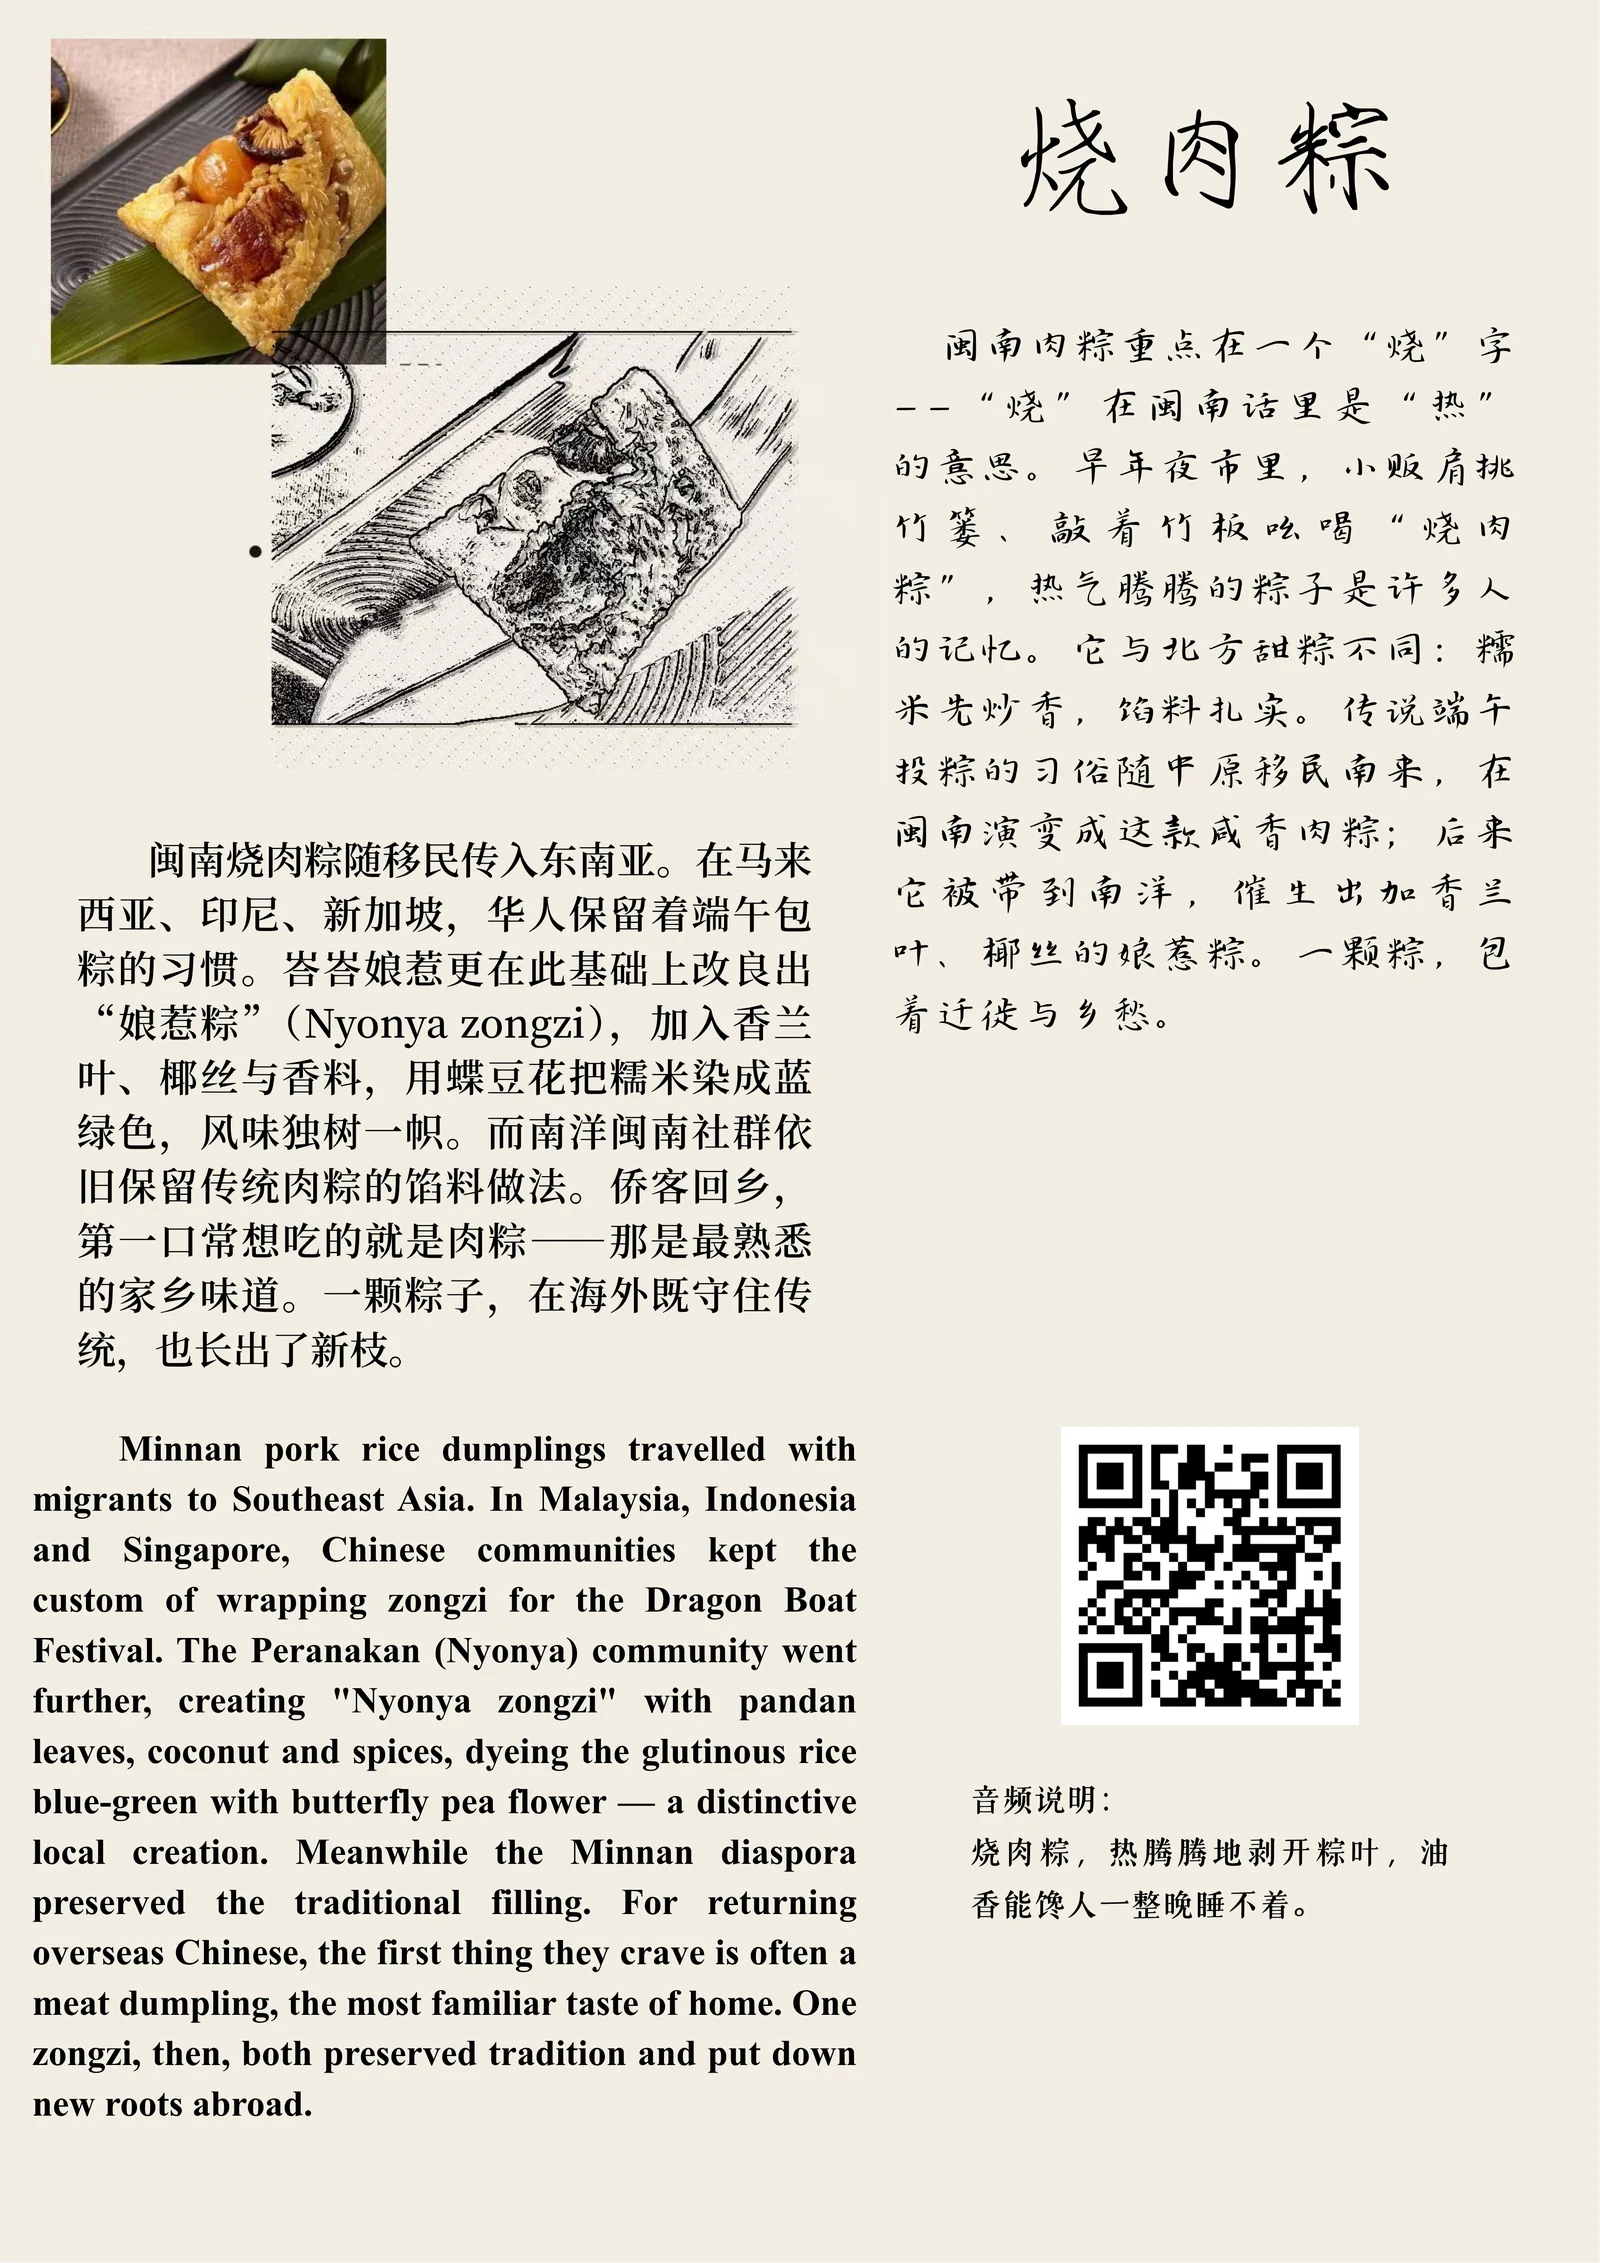 烧肉粽
闽南肉粽重点在一个“烧”字
--“烧”在闽南话里是“热”
的意思。早年夜市里，小贩肩挑
竹篓、敲着竹板吆喝“烧肉
粽”，热气腾腾的粽子是许多人
的记忆。它与北方甜粽不同：糯
米先炒香，馅料扎实。传说端午
投粽的习俗随中原移民南来，在
闽南演变成这款咸香肉粽；后来
它被带到南洋，催生出加香兰
叶、椰丝的娘惹粽。一颗粽，包
着迁徙与乡愁。
闽南烧肉粽随移民传入东南亚。在马来
西亚、印尼、新加坡，华人保留着端午包
粽的习惯。峇峇娘惹更在此基础上改良出
“娘惹粽”（Nyonya zongzi），加入香兰
叶、椰丝与香料，用蝶豆花把糯米染成蓝
绿色，风味独树一帜。而南洋闽南社群依
旧保留传统肉粽的馅料做法。侨客回乡，
第一口常想吃的就是肉粽——那是最熟悉
的家乡味道。一颗粽子，在海外既守住传
统，也长出了新枝。
Minnan pork rice dumplings travelled with
migrants to Southeast Asia. In Malaysia, Indonesia
and Singapore, Chinese communities kept the
custom of wrapping zongzi for the Dragon Boat
Festival. The Peranakan (Nyonya) community went
further, creating "Nyonya zongzi" with pandan
leaves, coconut and spices, dyeing the glutinous rice
blue-green with butterfly pea flower — a distinctive
local creation. Meanwhile the Minnan diaspora
preserved the traditional filling. For returning
overseas Chinese, the first thing they crave is often a
meat dumpling, the most familiar taste of home. One
zongzi, then, both preserved tradition and put down
new roots abroad.
音频说明：
烧肉粽，热腾腾地剥开粽叶，油
香能馋人一整晚睡不着。